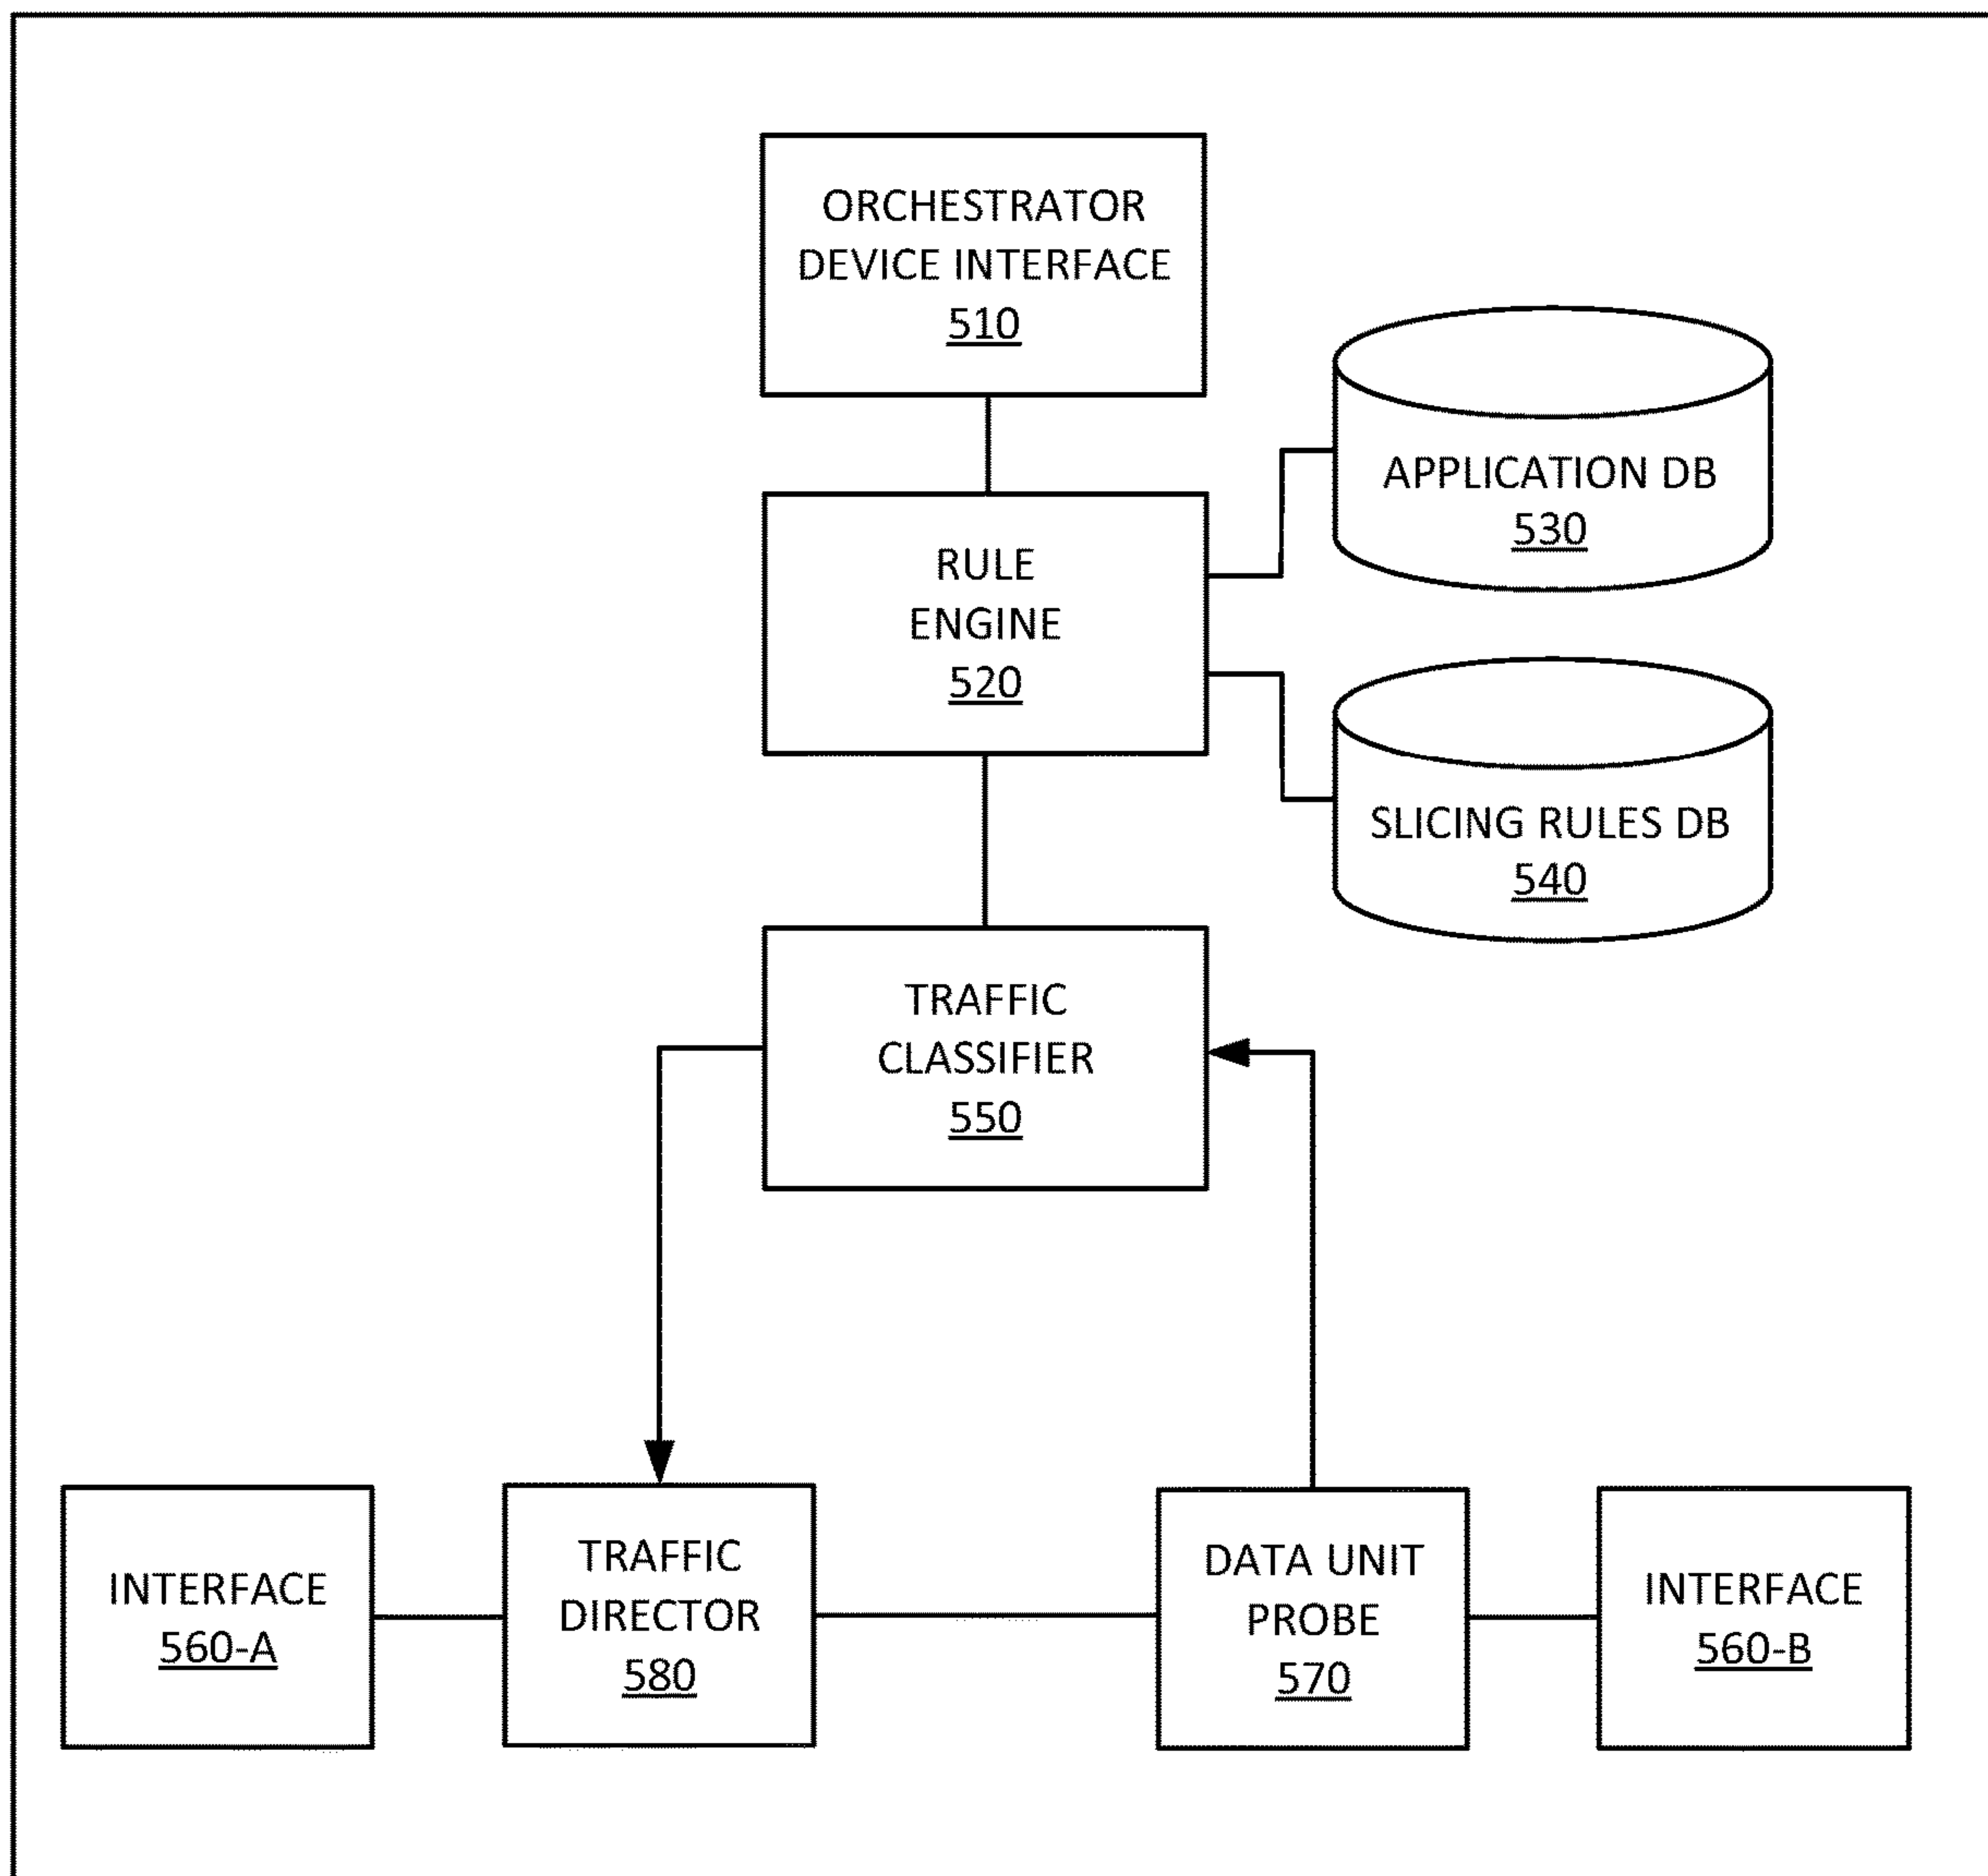 ORCHESTRATOR
DEVICE INTERFACE
510
APPLICATION DB
530
RULE
ENGINE
520
SLICING RULES DB
540
TRAFFIC
CLASSIFIER
550
INTERFACE
560-A
TRAFFIC
DIRECTOR
580
DATA UNIT
PROBE
570
INTERFACE
560-B